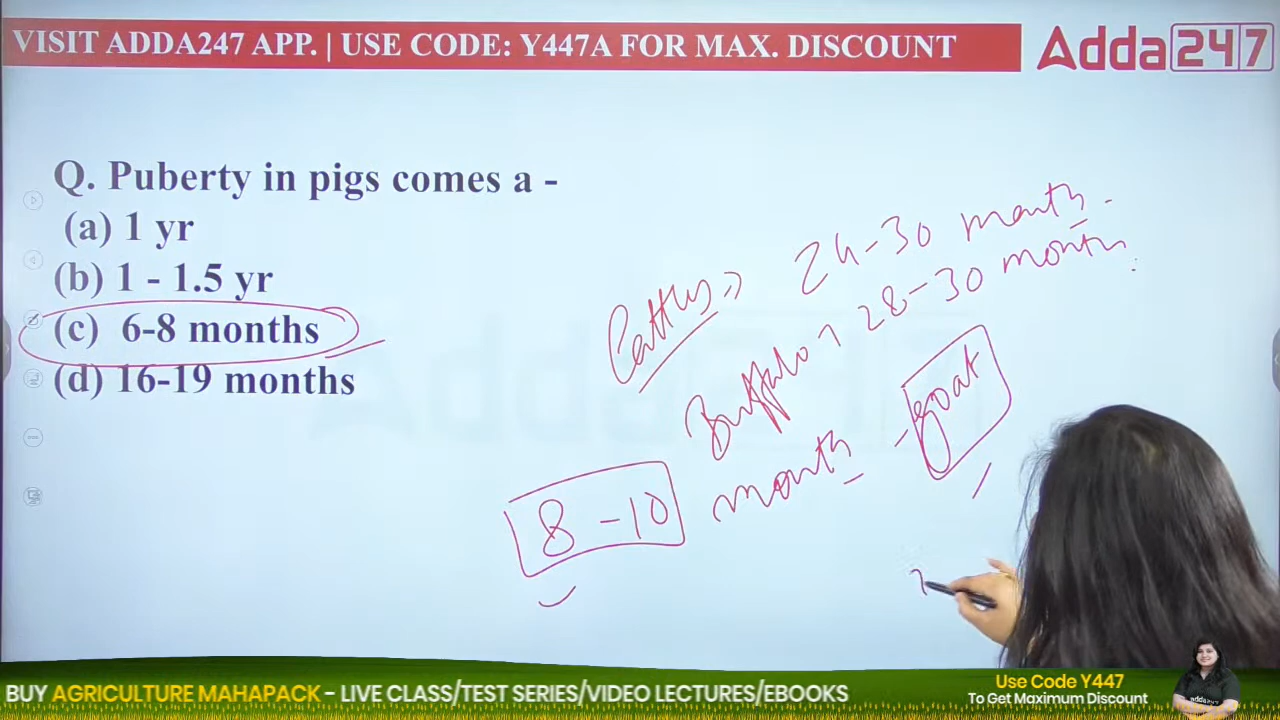 VISIT ADDA247 APP. | USE CODE: Y447A FOR MAX. DISCOUNT
Adda247
Q. Puberty in pigs comes a -
(a) 1 yr
(b) 1 - 1.5 yr
(c) 6-8 months
(d) 16-19 months
24-30 month
Buffalo 28-30 month
8-10 month - goat
BUY AGRICULTURE MAHAPACK - LIVE CLASS/TEST SERIES/VIDEO LECTURES/EBOOKS
Use Code Y447
To Get Maximum Discount
adda247